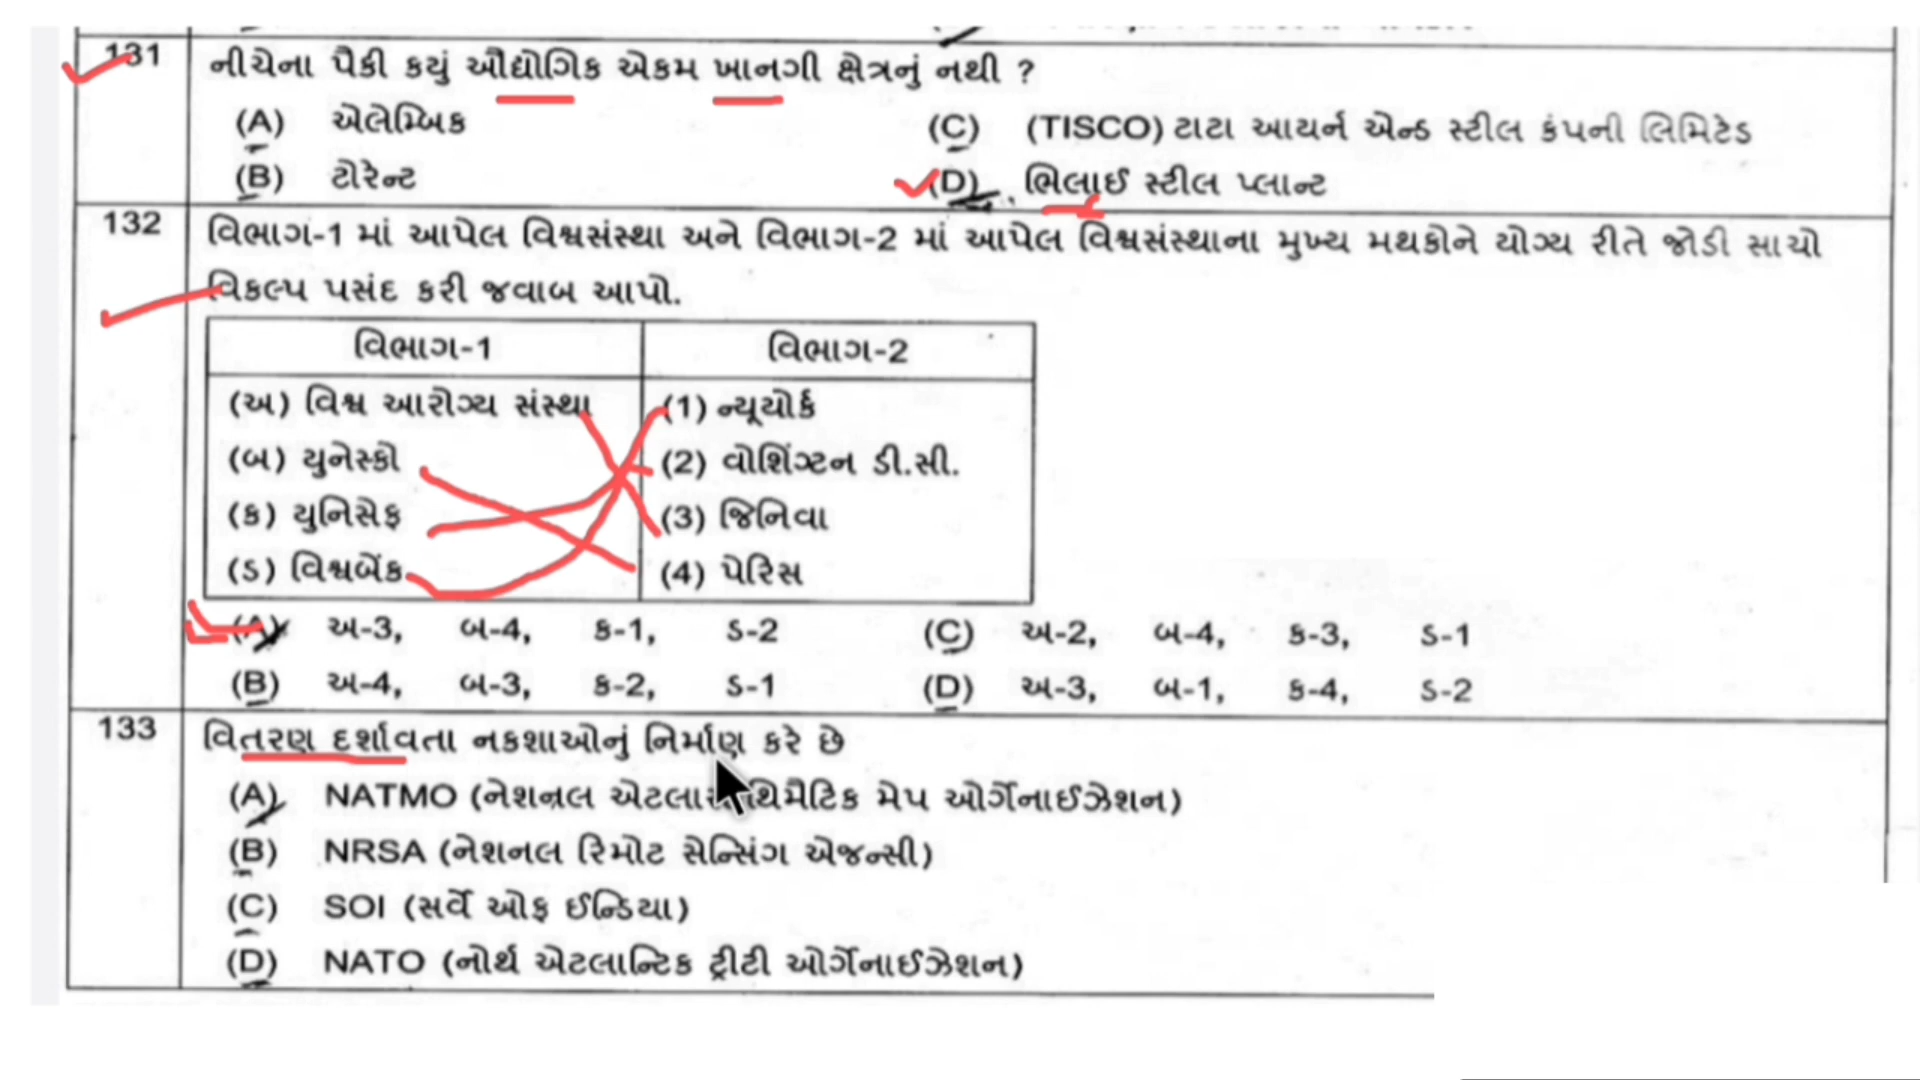 131 નીચેના પૈકી કયું ઔદ્યોગિક એકમ ખાનગી ક્ષેત્રનું નથી ?
(A) એલેમ્બિક (C) (TISCO) ટાટા આયર્ન એન્ડ સ્ટીલ કંપની લિમિટેડ
(B) ટોરેન્ટ (D) ભિલાઈ સ્ટીલ પ્લાન્ટ
132 વિભાગ-1 માં આપેલ વિશ્વસંસ્થા અને વિભાગ-2 માં આપેલ વિશ્વસંસ્થાના મુખ્ય મથકોને યોગ્ય રીતે જોડી સાચો
વિકલ્પ પસંદ કરી જવાબ આપો.
વિભાગ-1 વિભાગ-2
(અ) વિશ્વ આરોગ્ય સંસ્થા (1) ન્યૂયોર્ક
(બ) યુનેસ્કો (2) વોશિંગ્ટન ડી.સી.
(ક) યુનિસેફ (3) જિનિવા
(ડ) વિશ્વબેંક (4) પેરિસ
(A) અ-3, બ-4, ક-1, ડ-2 (C) અ-2, બ-4, ક-3, ડ-1
(B) અ-4, બ-3, ક-2, ડ-1 (D) અ-3, બ-1, ક-4, ડ-2
133 વિતરણ દર્શાવતા નકશાઓનું નિર્માણ કરે છે
(A) NATMO (નેશનલ મેપ ઓર્ગેનાઈઝેશન)
(B) NRSA (નેશનલ રિમોટ સેન્સિંગ એજન્સી)
(C) SOI (સર્વે ઓફ ઈન્ડિયા)
(D) NATO (નોર્થ એટલાન્ટિક ટ્રીટી ઓર્ગેનાઈઝેશન)